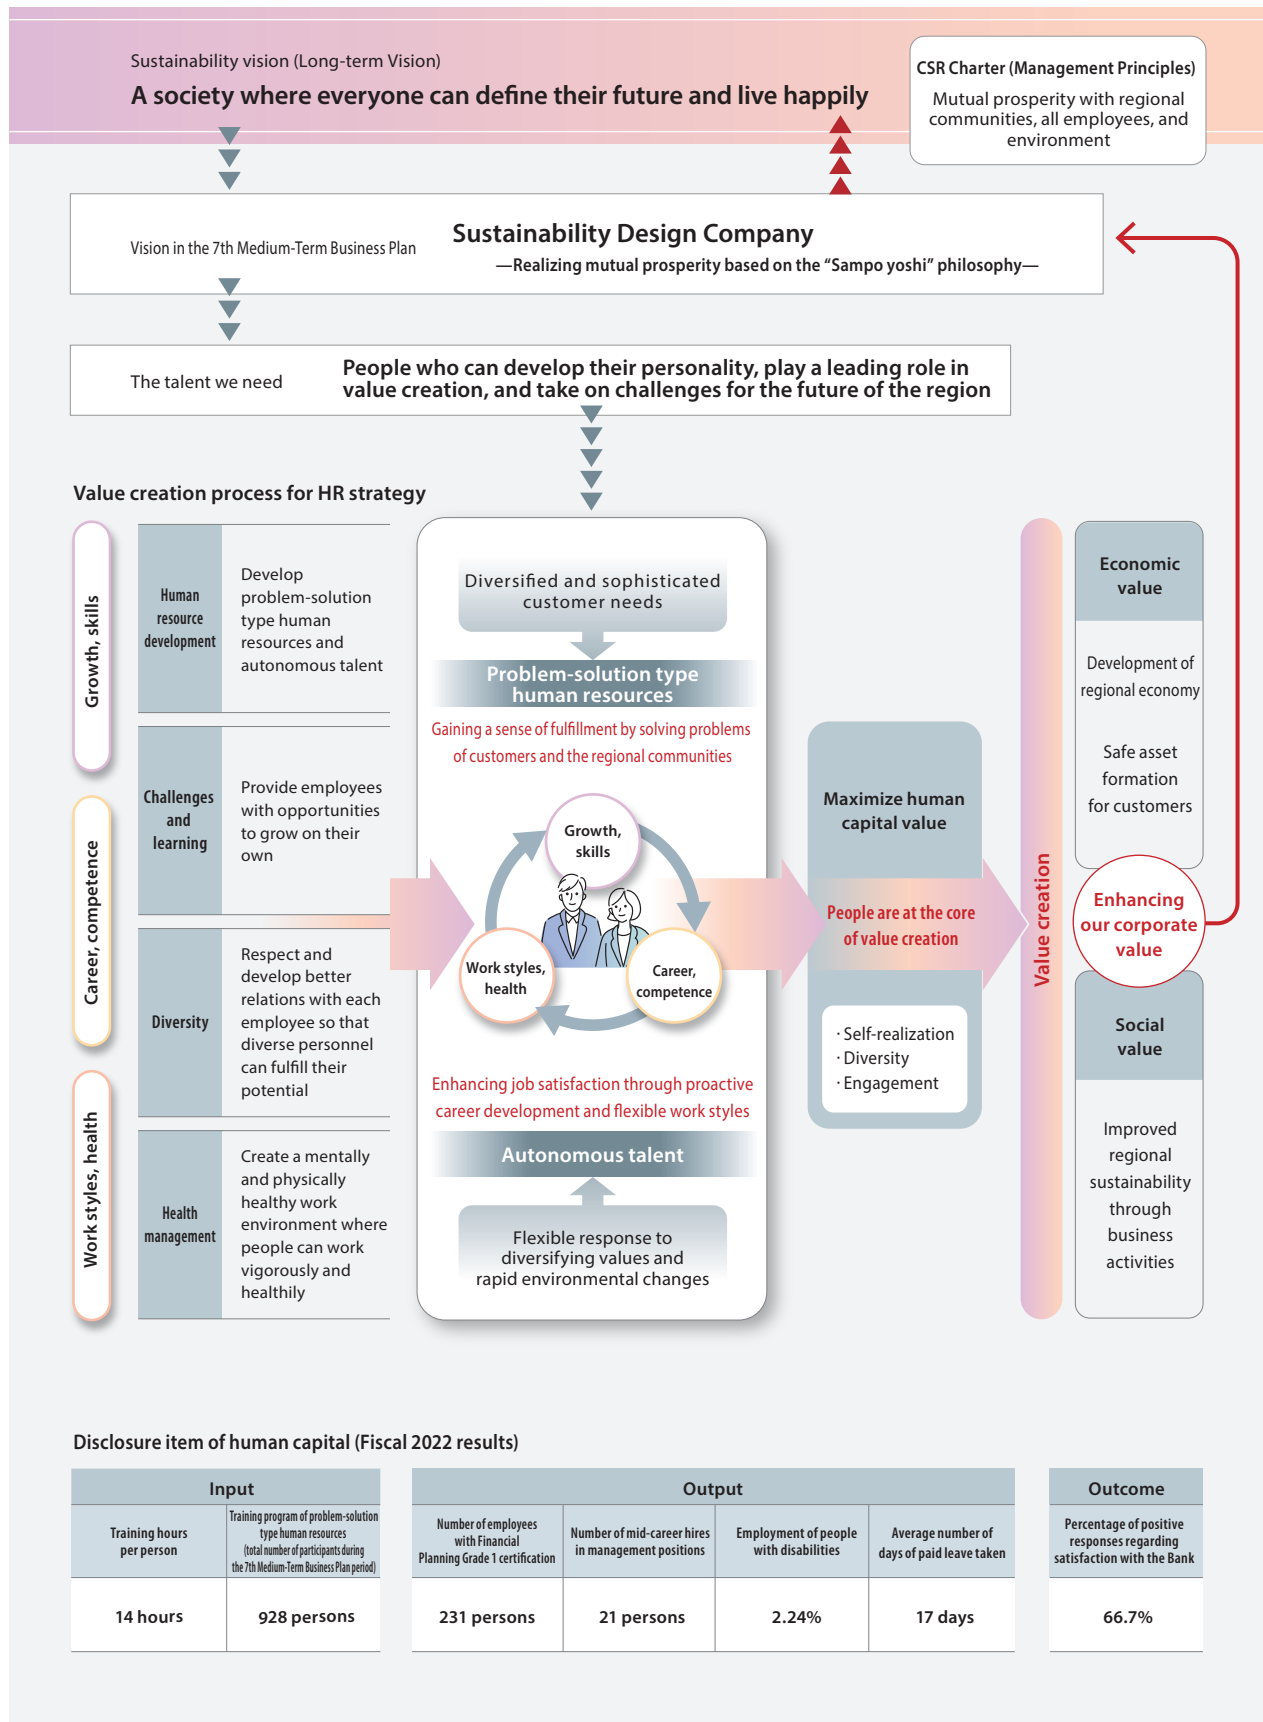 Sustainability vision (Long-term Vision)
A society where everyone can define their future and live happily
CSR Charter (Management Principles)
Mutual prosperity with regional
communities, all employees, and
environment
Vision in the 7th Medium-Term Business Plan
Sustainability Design Company
—Realizing mutual prosperity based on the “Sampo yoshi” philosophy—
The talent we need
People who can develop their personality, play a leading role in
value creation, and take on challenges for the future of the region
Value creation process for HR strategy
Growth, skills
Career, competence
Work styles, health
Human
resource
development
Develop
problem-solution
type human
resources and
autonomous talent
Challenges
and
learning
Provide employees
with opportunities
to grow on their
own
Diversity
Respect and
develop better
relations with each
employee so that
diverse personnel
can fulfill their
potential
Health
management
Create a mentally
and physically
healthy work
environment where
people can work
vigorously and
healthily
Diversified and sophisticated
customer needs
Problem-solution type
human resources
Gaining a sense of fulfillment by solving problems
of customers and the regional communities
Growth,
skills
Work styles,
health
Career,
competence
Enhancing job satisfaction through proactive
career development and flexible work styles
Autonomous talent
Flexible response to
diversifying values and
rapid environmental changes
Maximize human
capital value
People are at the core
of value creation
· Self-realization
· Diversity
· Engagement
Value creation
Economic
value
Development of
regional economy
Safe asset
formation
for customers
Enhancing
our corporate
value
Social
value
Improved
regional
sustainability
through
business
activities
Disclosure item of human capital (Fiscal 2022 results)
Input
Training hours
per person
Training program of problem-solution
type human resources
(total number of participants during
the 7th Medium-Term Business Plan period)
14 hours
928 persons
Output
Number of employees
with Financial
Planning Grade 1 certification
Number of mid-career hires
in management positions
Employment of people
with disabilities
Average number of
days of paid leave taken
231 persons
21 persons
2.24%
17 days
Outcome
Percentage of positive
responses regarding
satisfaction with the Bank
66.7%